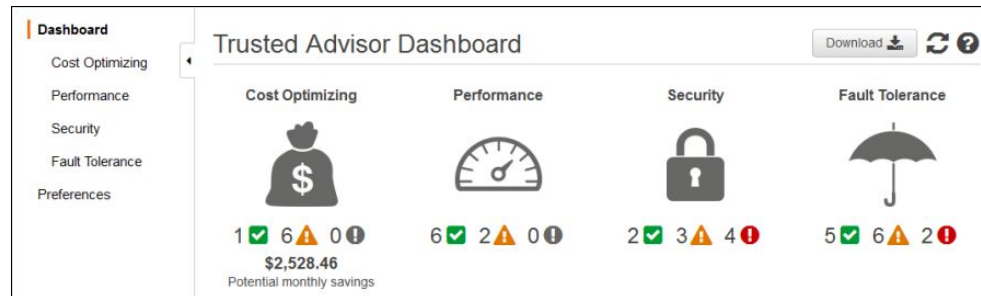 Dashboard
Cost Optimizing
Performance
Security
Fault Tolerance
Preferences
Trusted Advisor Dashboard
Download
Cost Optimizing
Performance
Security
Fault Tolerance
$
1 6 0
6 2 0
2 3 4
5 6 2
$2,528.46
Potential monthly savings